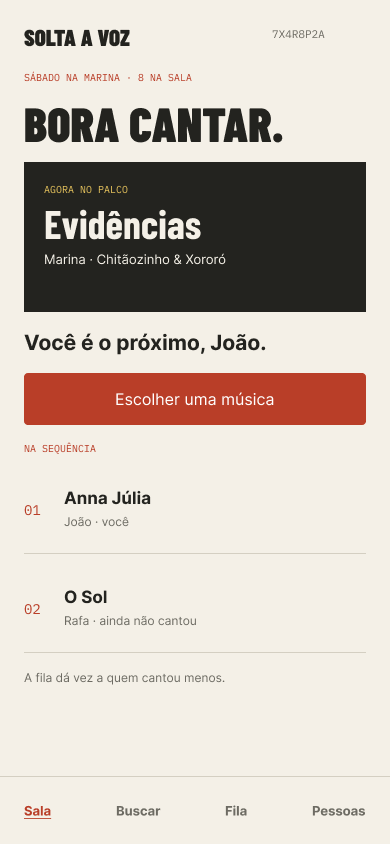 SOLTA A VOZ
7X4R8P2A
SÁBADO NA MARINA · 8 NA SALA
BORA CANTAR.
AGORA NO PALCO
Evidências
Marina · Chitãozinho & Xororó
Você é o próximo, João.
Escolher uma música
NA SEQUÊNCIA
01
Anna Júlia
João · você
02
O Sol
Rafa · ainda não cantou
A fila dá vez a quem cantou menos.
Sala
Buscar
Fila
Pessoas